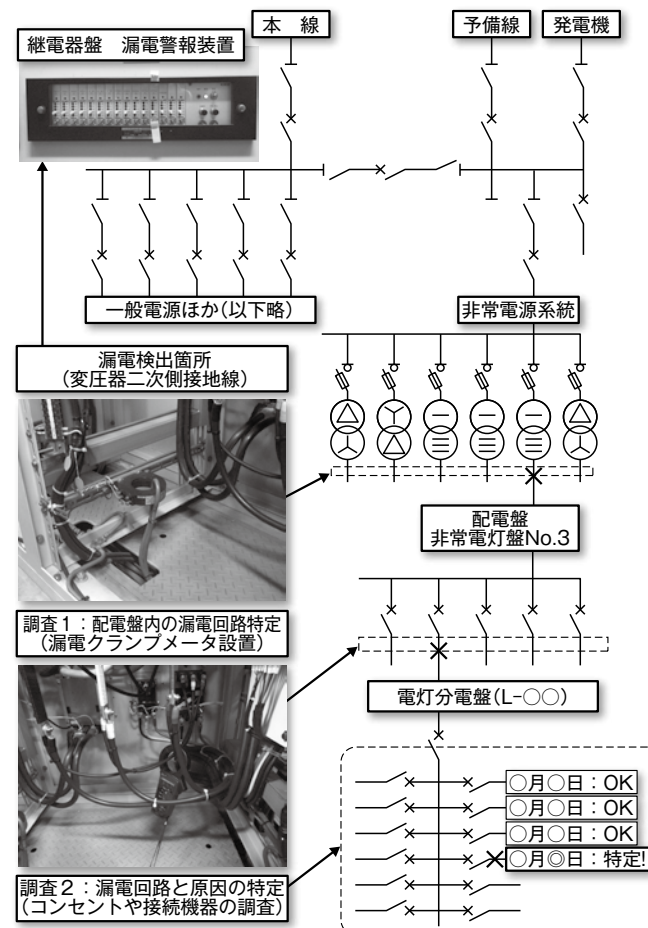 本 線
予備線
発電機
継電器盤 漏電警報装置
一般電源ほか(以下略)
非常電源系統
漏電検出箇所
(変圧器二次側接地線)
配電盤
非常電灯盤No.3
調査1:配電盤内の漏電回路特定
(漏電クランプメータ設置)
電灯分電盤(L-○○)
○月○日:OK
○月○日:OK
○月○日:OK
○月◎日:特定!
調査2:漏電回路と原因の特定
(コンセントや接続機器の調査)